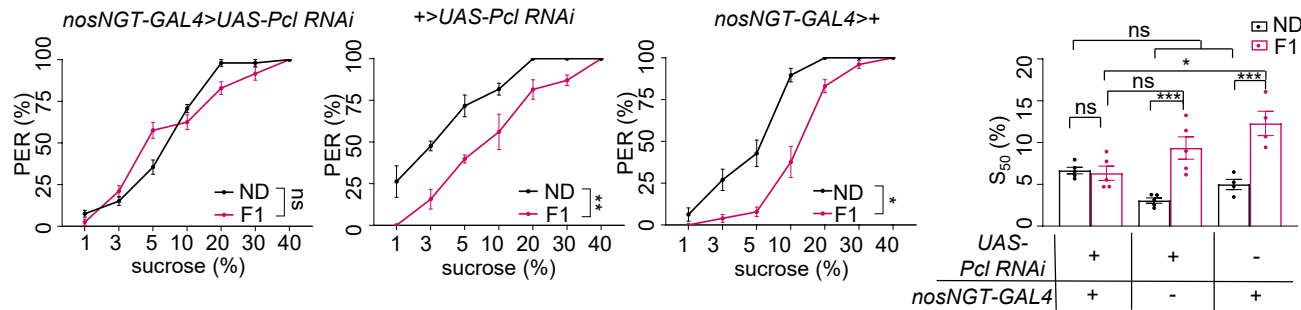 nosNGT-GAL4>UAS-Pcl RNAi
PER (%)
100
75
50
25
0
ND
F1
ns
1 3 5 10 20 30 40
sucrose (%)
+>UAS-Pcl RNAi
PER (%)
100
75
50
25
0
ND
F1
**
1 3 5 10 20 30 40
sucrose (%)
nosNGT-GAL4>+
PER (%)
100
75
50
25
0
ND
F1
*
1 3 5 10 20 30 40
sucrose (%)
ND
F1
ns
*
ns
ns *** ***
S50 (%)
20
15
10
5
0
UAS-
Pcl RNAi + + -
nosNGT-GAL4 + - +